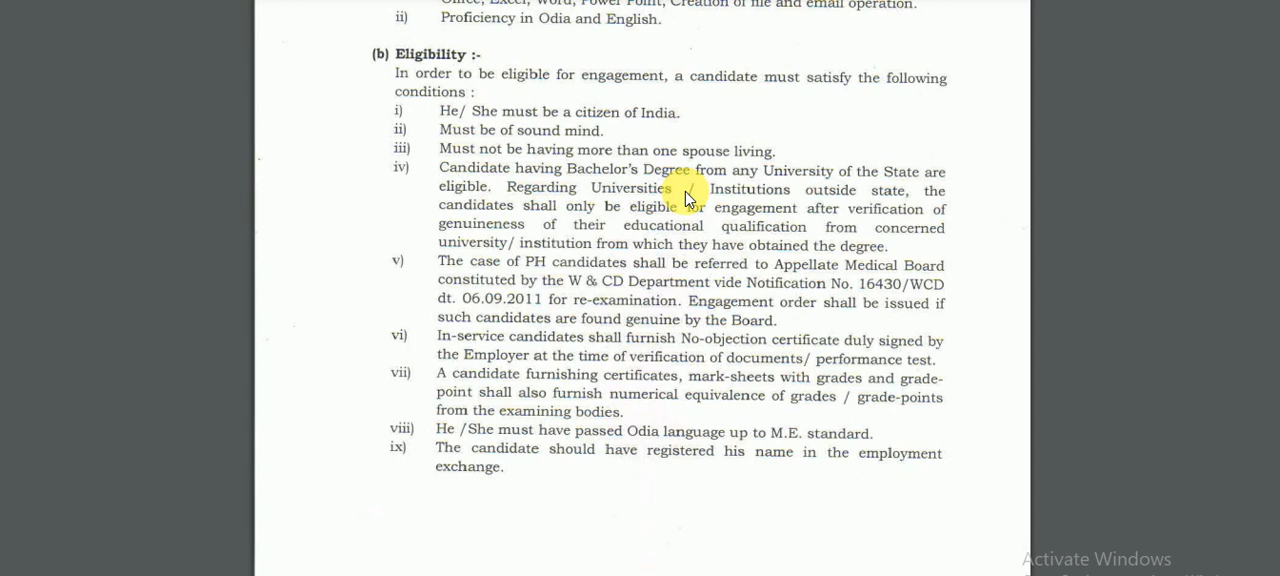 Office, Excel, Word, Power Point, Creation of file and email operation.
ii) Proficiency in Odia and English.
(b) Eligibility :-
In order to be eligible for engagement, a candidate must satisfy the following
conditions :
i) He/ She must be a citizen of India.
ii) Must be of sound mind.
iii) Must not be having more than one spouse living.
iv) Candidate having Bachelor's Degree from any University of the State are
eligible. Regarding Universities / Institutions outside state, the
candidates shall only be eligible for engagement after verification of
genuineness of their educational qualification from concerned
university/ institution from which they have obtained the degree.
v) The case of PH candidates shall be referred to Appellate Medical Board
constituted by the W & CD Department vide Notification No. 16430/WCD
dt. 06.09.2011 for re-examination. Engagement order shall be issued if
such candidates are found genuine by the Board.
vi) In-service candidates shall furnish No-objection certificate duly signed by
the Employer at the time of verification of documents/ performance test.
vii) A candidate furnishing certificates, mark-sheets with grades and grade-
point shall also furnish numerical equivalence of grades / grade-points
from the examining bodies.
viii) He /She must have passed Odia language up to M.E. standard.
ix) The candidate should have registered his name in the employment
exchange.
Activate Windows